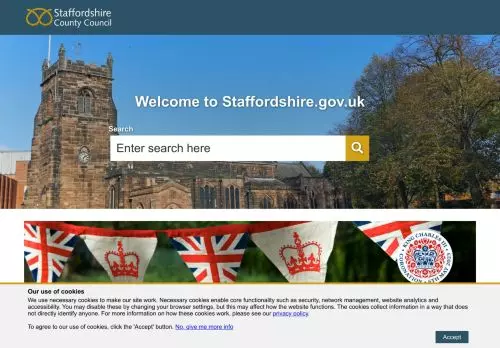 Staffordshire
County Council
Welcome to Staffordshire.gov.uk
Search
Enter search here
KING CHARLES III
CORONATION 6TH MAY 2023
Our use of cookies
We use necessary cookies to make our site work. Necessary cookies enable core functionality such as security, network management, website analytics and
accessibility. You may disable these by changing your browser settings, but this may affect how the website functions. The cookies collect information in a way that does
not directly identify anyone. For more information on how these cookies work, please see our privacy policy.
To agree to our use of cookies, click the 'Accept' button. No, give me more info
Accept